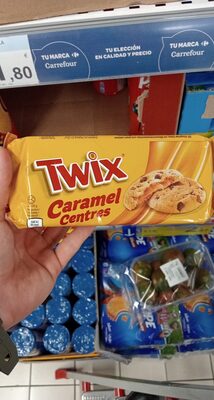 TU MARCA
Carrefour
TU ELECCIÓN
EN CALIDAD Y PRECIO
TU MARCA
Carrefour
,80
TWIX
Caramel
Centres